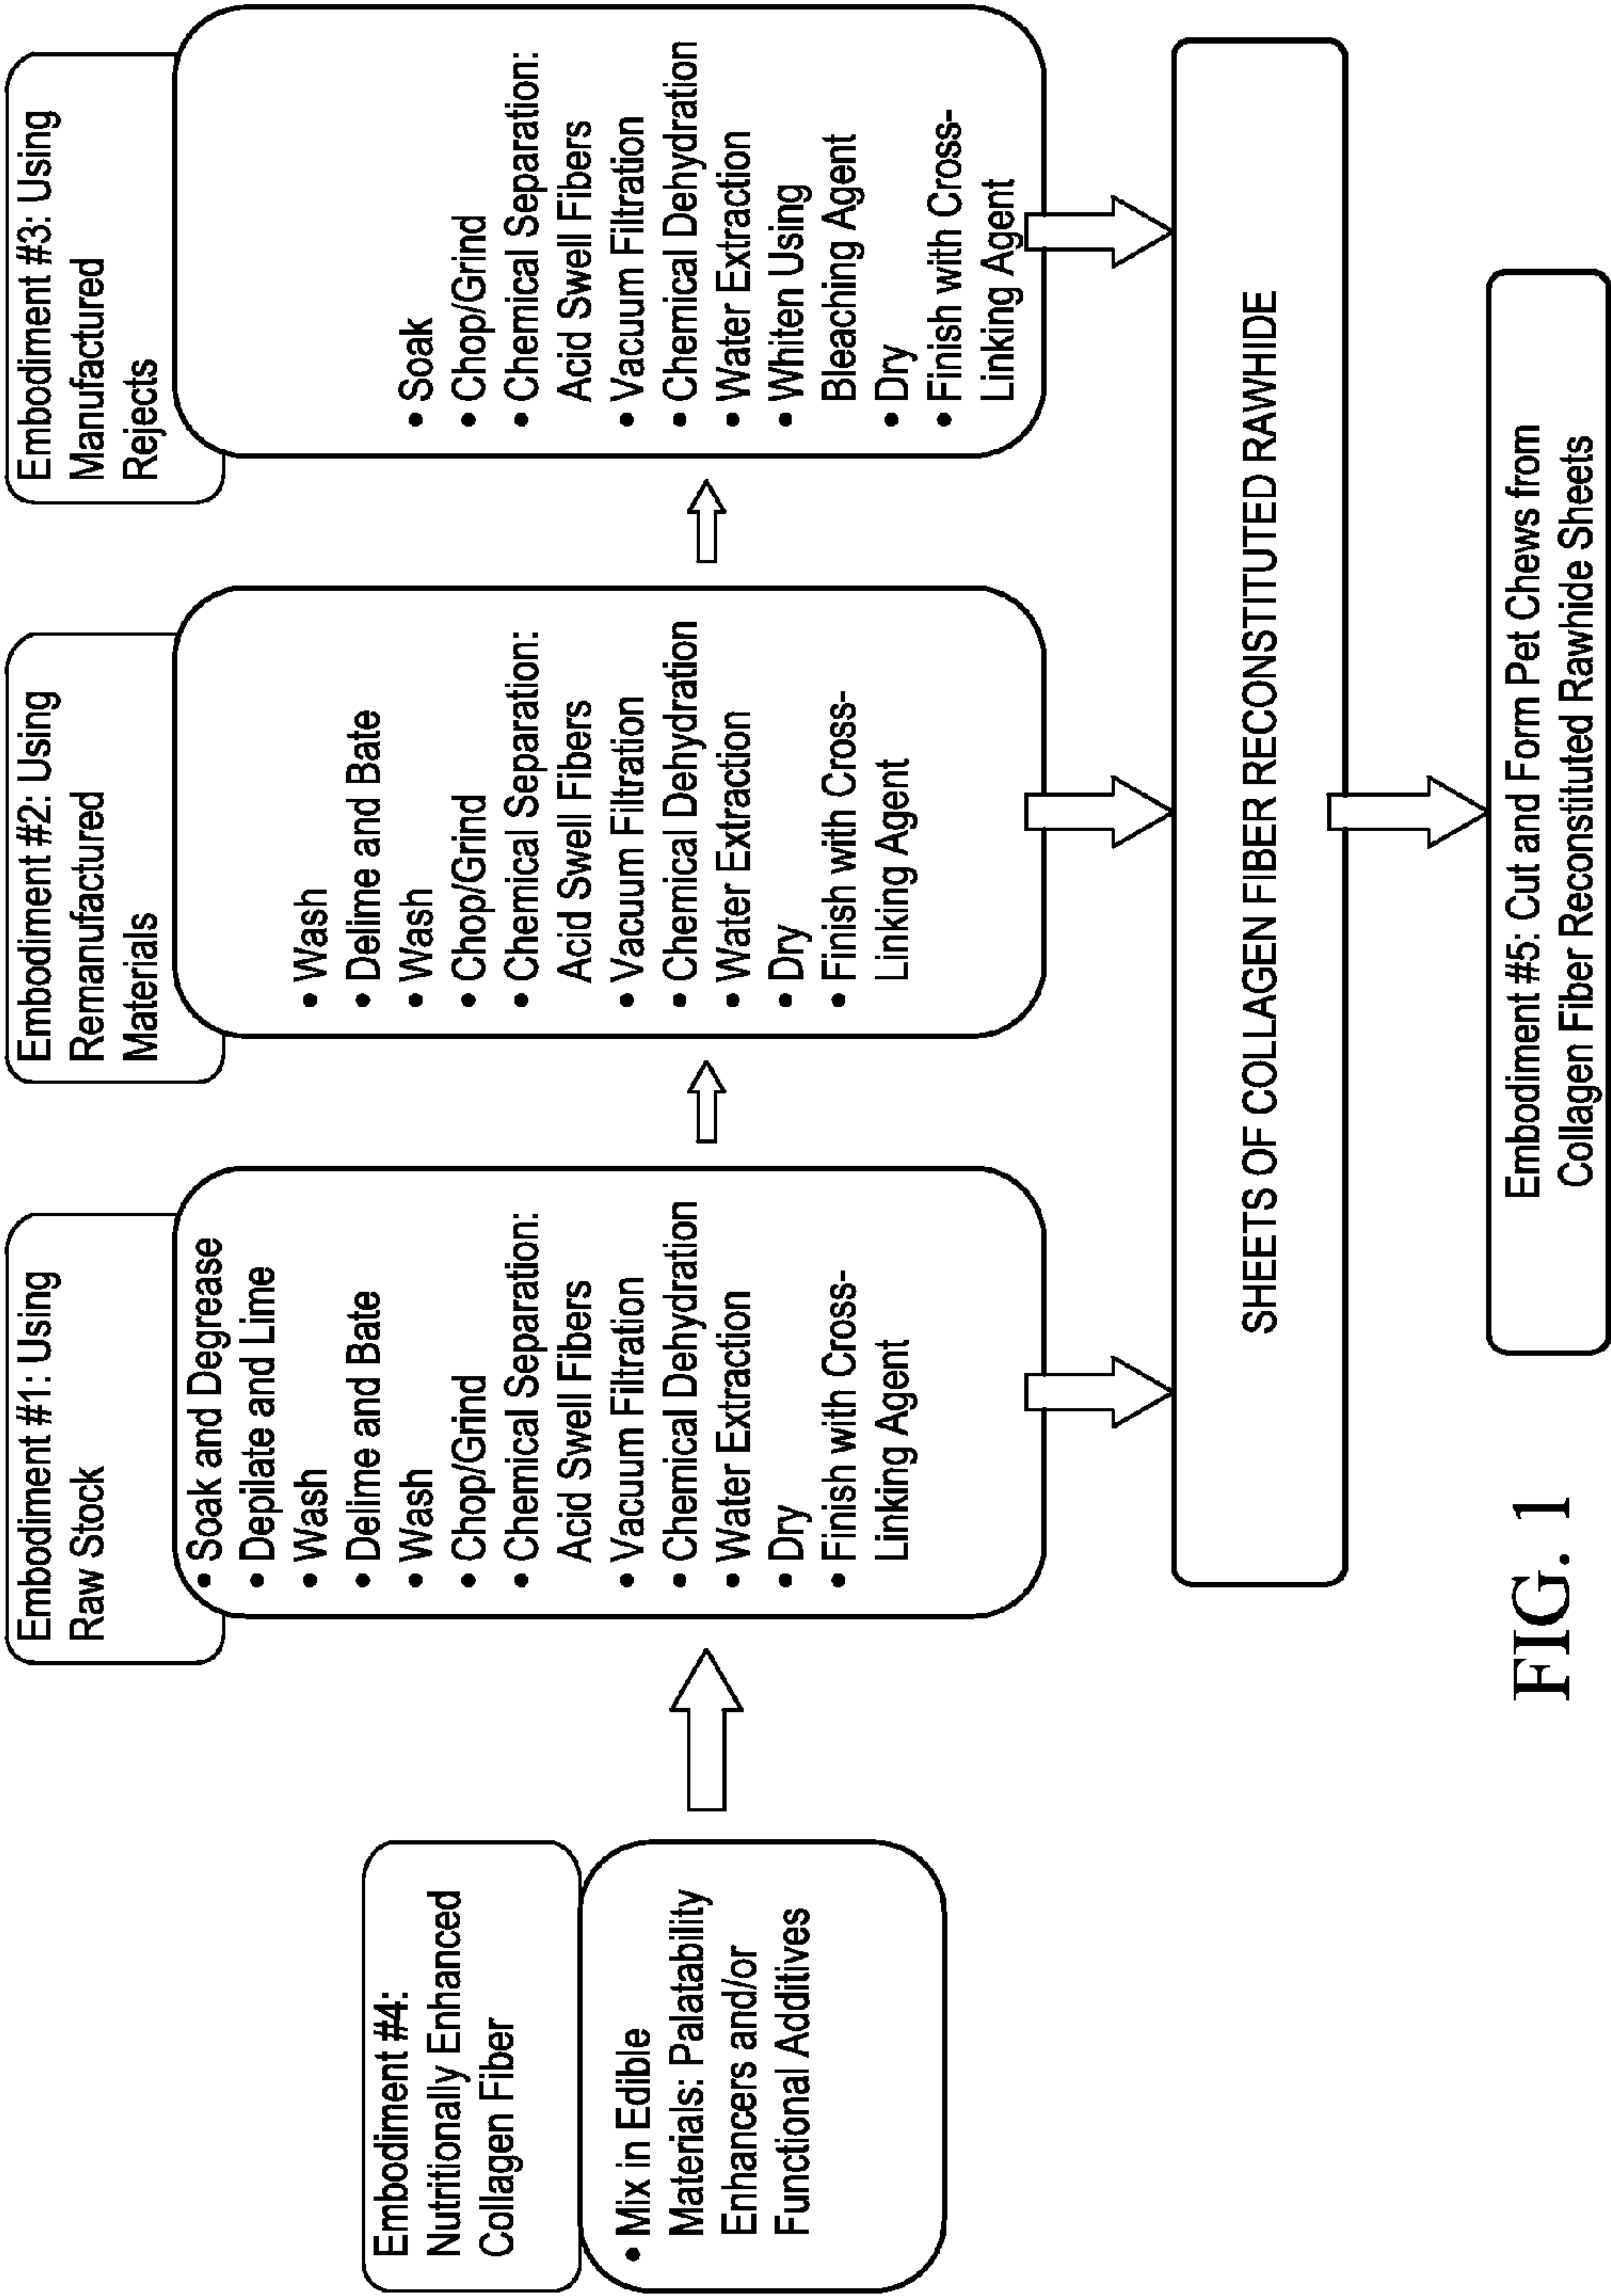 Embodiment #4:
Nutritionally Enhanced
Collagen Fiber
• Mix in Edible
Materials: Palatability
Enhancers and/or
Functional Additives
Embodiment #1: Using
Raw Stock
• Soak and Degrease
• Depilate and Lime
• Wash
• Delime and Bate
• Wash
• Chop/Grind
• Chemical Separation:
Acid Swell Fibers
• Vacuum Filtration
• Chemical Dehydration
• Water Extraction
• Dry
• Finish with Cross-
Linking Agent
Embodiment #2: Using
Remanufactured
Materials
• Wash
• Delime and Bate
• Wash
• Chop/Grind
• Chemical Separation:
Acid Swell Fibers
• Vacuum Filtration
• Chemical Dehydration
• Water Extraction
• Dry
• Finish with Cross-
Linking Agent
Embodiment #3: Using
Manufactured
Rejects
• Soak
• Chop/Grind
• Chemical Separation:
Acid Swell Fibers
• Vacuum Filtration
• Chemical Dehydration
• Water Extraction
• Whiten Using
Bleaching Agent
• Dry
• Finish with Cross-
Linking Agent
SHEETS OF COLLAGEN FIBER RECONSTITUTED RAWHIDE
Embodiment #5: Cut and Form Pet Chews from
Collagen Fiber Reconstituted Rawhide Sheets
FIG. 1